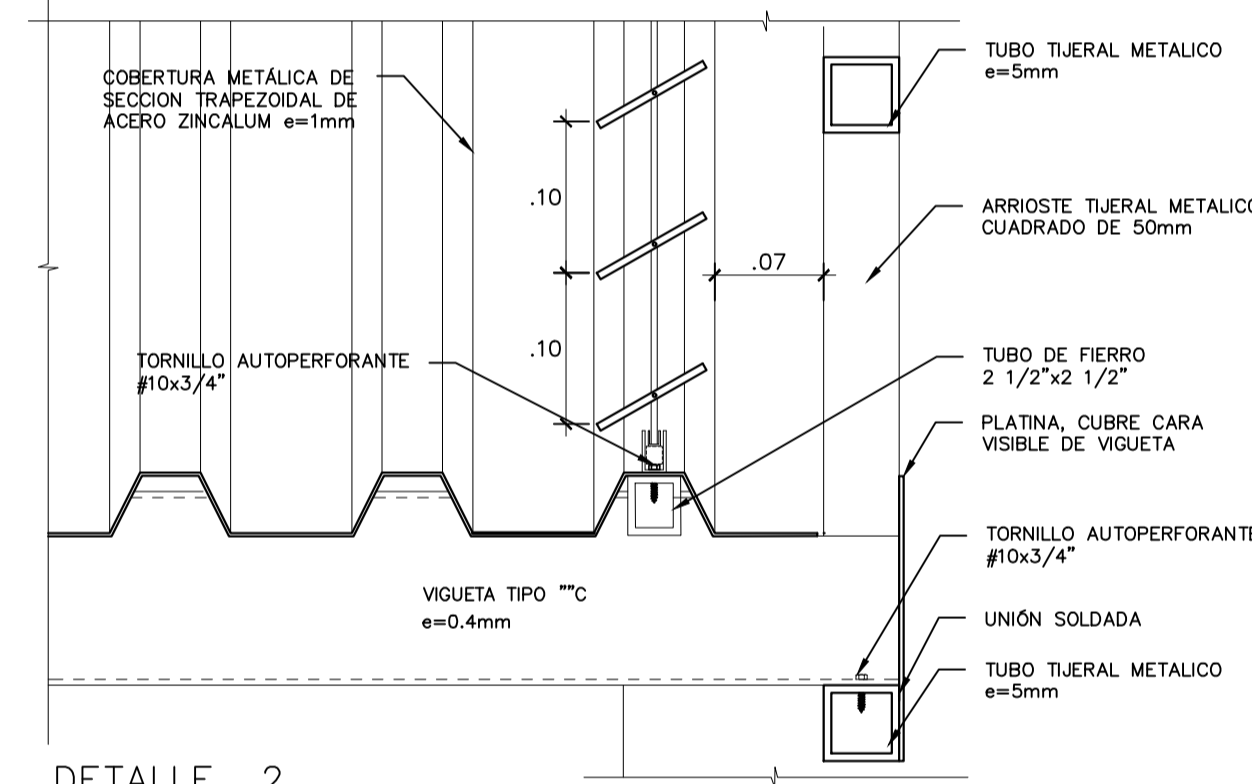 COBERTURA METÁLICA DE
SECCION TRAPEZOIDAL DE
ACERO ZINCALUM e=1mm
TUBO TIJERAL METALICO
e=5mm
.10
ARRIOSTE TIJERAL METALICO
CUADRADO DE 50mm
.07
.10
TORNILLO AUTOPERFORANTE
#10x3/4"
TUBO DE FIERRO
2 1/2"x2 1/2"
PLATINA, CUBRE CARA
VISIBLE DE VIGUETA
TORNILLO AUTOPERFORANTE
#10x3/4"
VIGUETA TIPO ""C
e=0.4mm
UNIÓN SOLDADA
TUBO TIJERAL METALICO
e=5mm
DETALLE 2